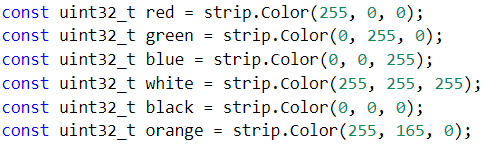 const uint32_t red = strip.Color(255, 0, 0);
const uint32_t green = strip.Color(0, 255, 0);
const uint32_t blue = strip.Color(0, 0, 255);
const uint32_t white = strip.Color(255, 255, 255);
const uint32_t black = strip.Color(0, 0, 0);
const uint32_t orange = strip.Color(255, 165, 0);